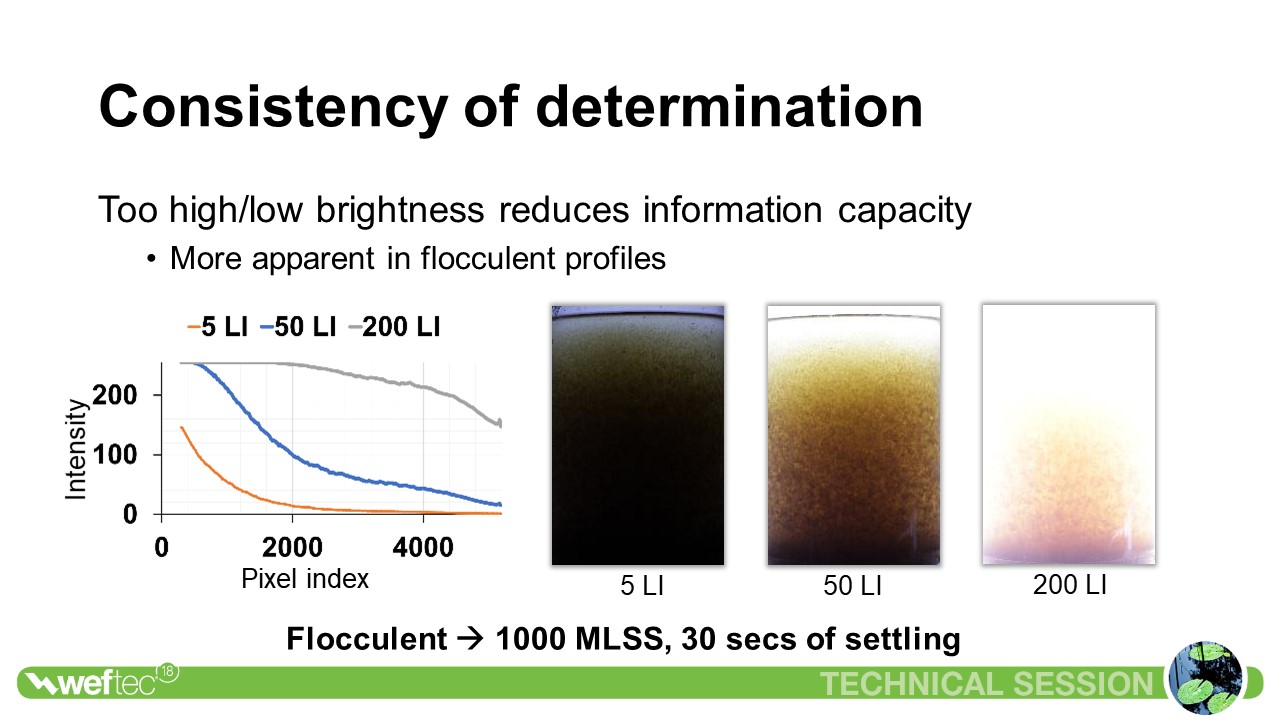 Consistency of determination
Too high/low brightness reduces information capacity
• More apparent in flocculent profiles
5 LI 50 LI 200 LI
200
100
0
Intensity
0 2000 4000
Pixel index
5 LI
50 LI
200 LI
Flocculent → 1000 MLSS, 30 secs of settling
weftec 18
TECHNICAL SESSION